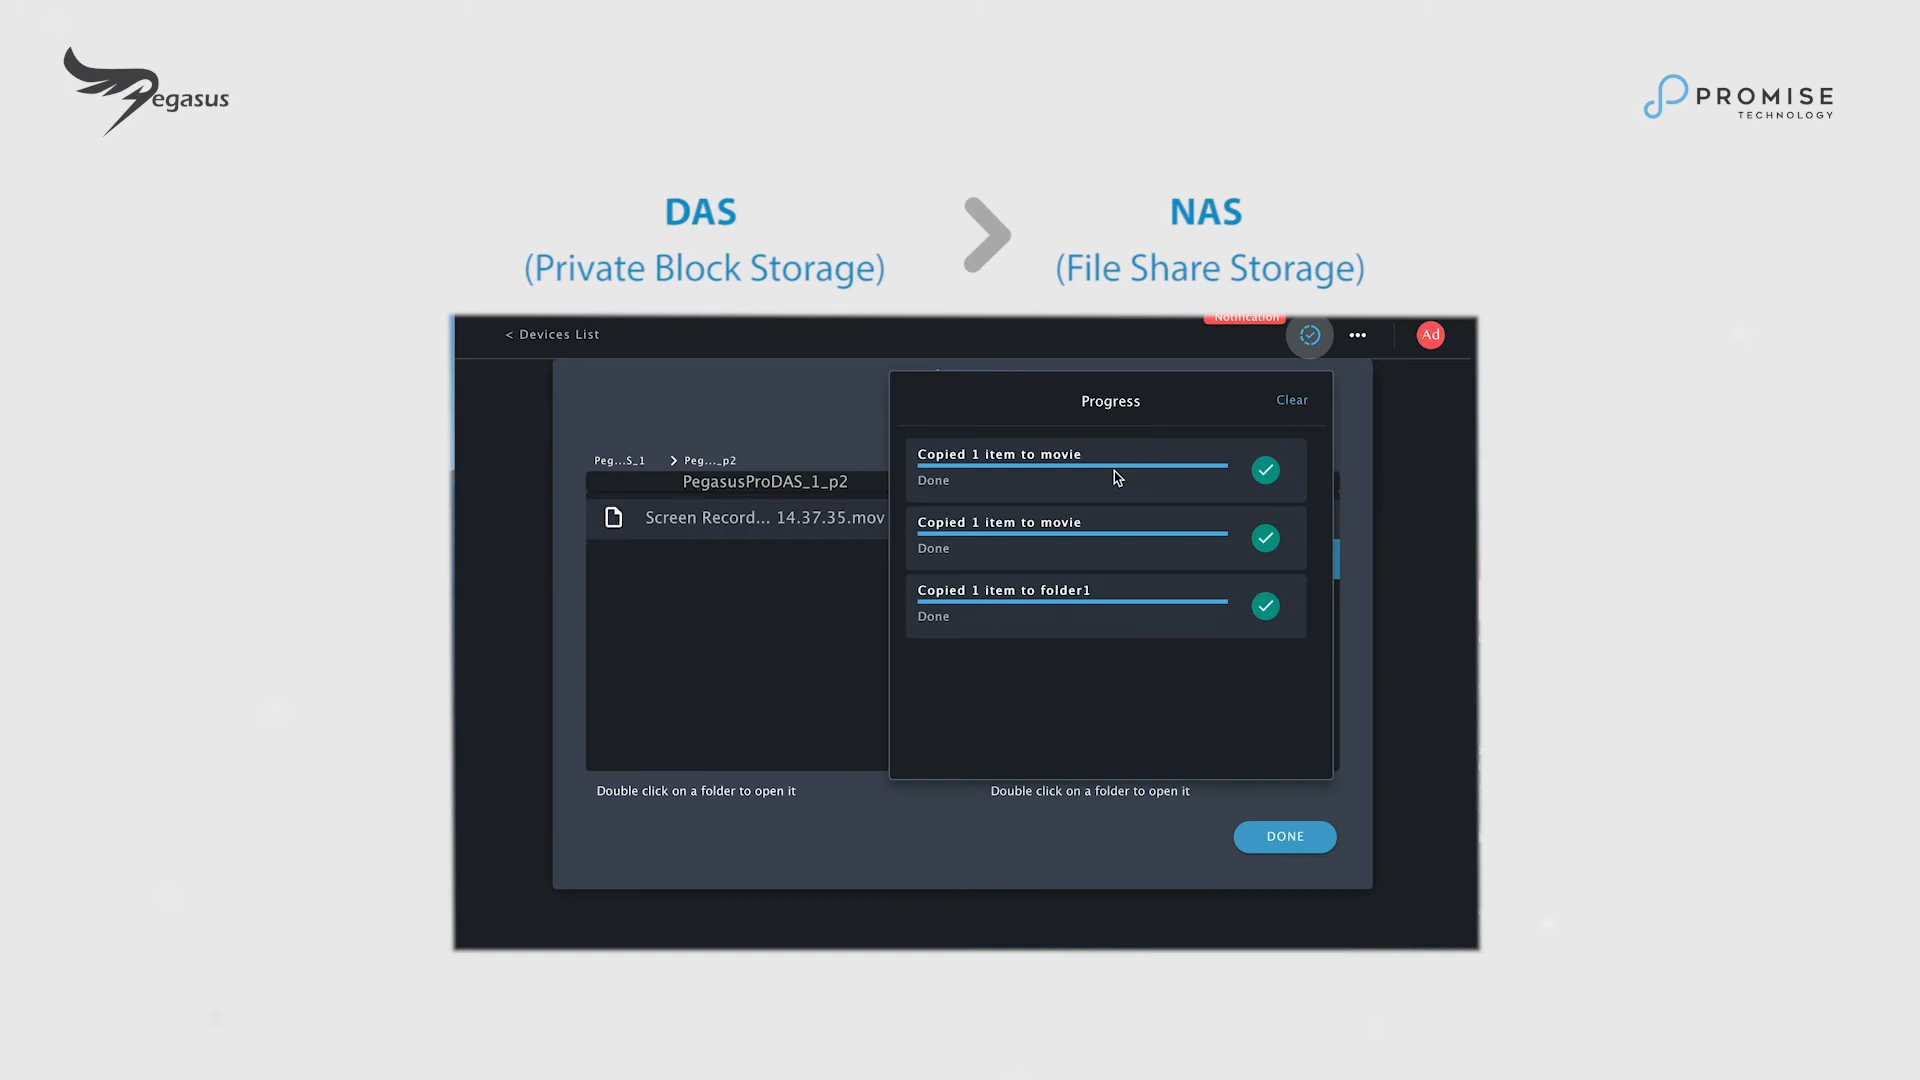 Pegasus
PROMISE
TECHNOLOGY
DAS
(Private Block Storage)
NAS
(File Share Storage)
< Devices List
Notification
Ad
Progress
Clear
Copied 1 item to movie
Done
Copied 1 item to movie
Done
Copied 1 item to folder1
Done
Peg...S_1 > Peg..._p2
PegasusProDAS_1_p2
Screen Record... 14.37.35.mov
Double click on a folder to open it
Double click on a folder to open it
DONE